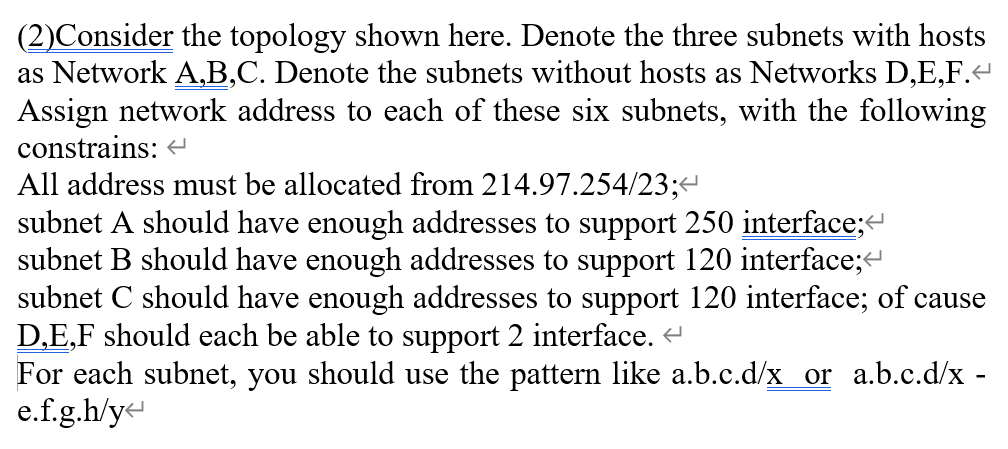 (2)Consider the topology shown here. Denote the three subnets with hosts
as Network A,B,C. Denote the subnets without hosts as Networks D,E,F.↵
Assign network address to each of these six subnets, with the following
constrains: ↵
All address must be allocated from 214.97.254/23;↵
subnet A should have enough addresses to support 250 interface;↵
subnet B should have enough addresses to support 120 interface;↵
subnet C should have enough addresses to support 120 interface; of cause
D,E,F should each be able to support 2 interface. ↵
For each subnet, you should use the pattern like a.b.c.d/x or a.b.c.d/x -
e.f.g.h/y↵